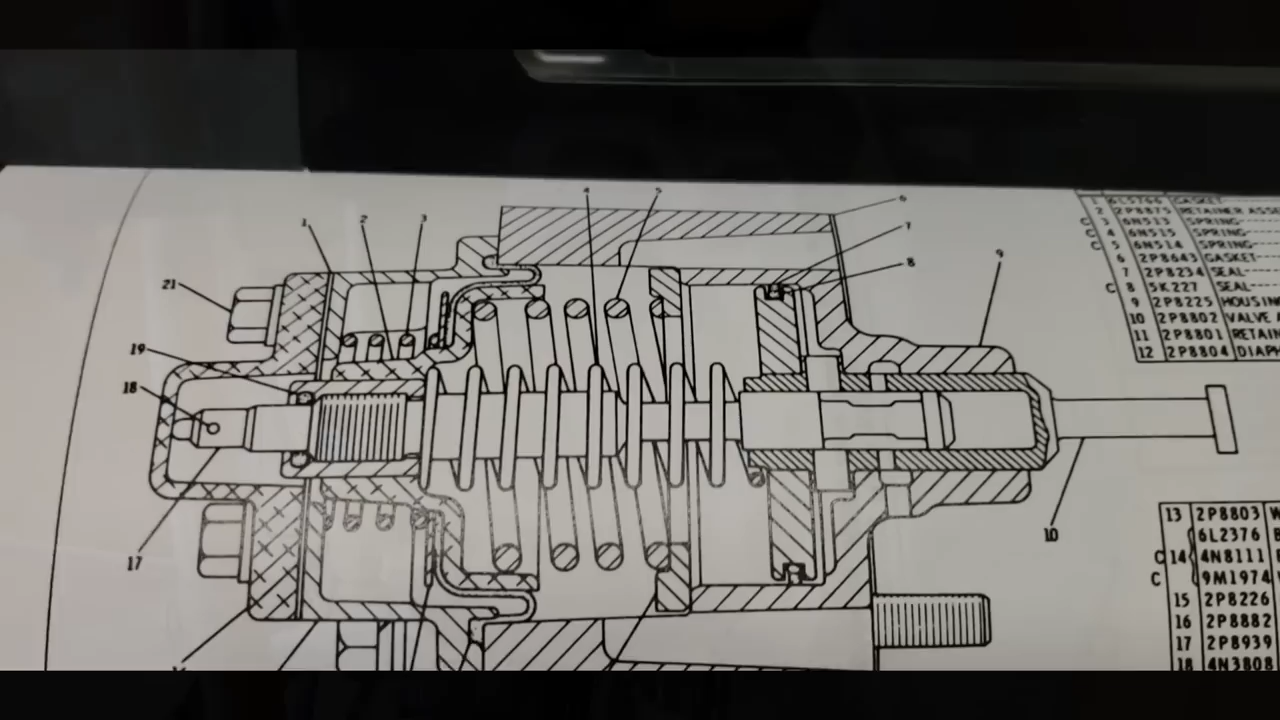 1 6L5766 GASKET
2 2P8875 RETAINER ASS
C 3 6N513 SPRING
C 4 6N515 SPRING
C 5 6N514 SPRING
6 2P8643 GASKET
7 2P8234 SEAL
C 8 5K227 SEAL
9 2P8225 HOUSIN
10 2P8802 VALVE A
11 2P8801 RETAIN
12 2P8804 DIAPH
1
2
3
4
5
6
7
8
9
21
19
18
17
10
13 2P8803 W
6L2376
C 14 4N8111
C 9M1974
15 2P8226
16 2P8882
17 2P8939
18 4N3808